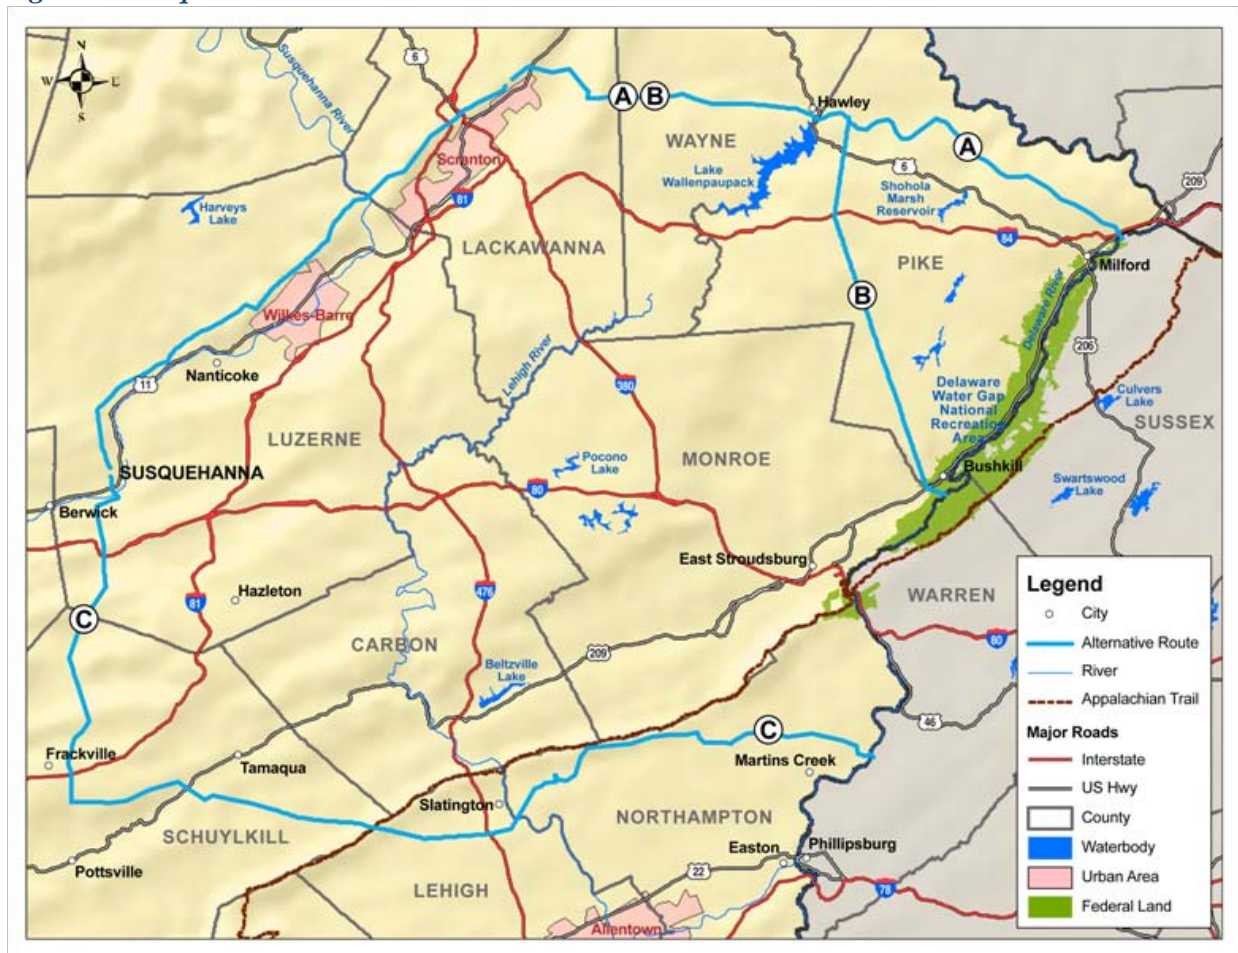 N
W
S
6
Susquehanna River
A
B
Hawley
WAYNE
A
Scranton
Lake
Wallenpaupack
6
Shohola
Marsh
Reservoir
209
81
Harveys
Lake
LACKAWANNA
84
PIKE
Milford
B
Delaware River
Wilkes-Barre
Nanticoke
11
Lehigh River
206
380
Delaware
Water Gap
National
Recreation
Area
Culvers
Lake
SUSSEX
LUZERNE
SUSQUEHANNA
Pocono
Lake
MONROE
Bushkill
Berwick
80
Swartswood
Lake
East Stroudsburg
Hazleton
81
476
C
WARREN
80
CARBON
209
Beltzville
Lake
46
C
Frackville
Tamaqua
Martins Creek
Slatington
SCHUYLKILL
NORTHAMPTON
Pottsville
LEHIGH
Easton
Phillipsburg
22
78
Allentown
Legend
City
Alternative Route
River
Appalachian Trail
Major Roads
Interstate
US Hwy
County
Waterbody
Urban Area
Federal Land